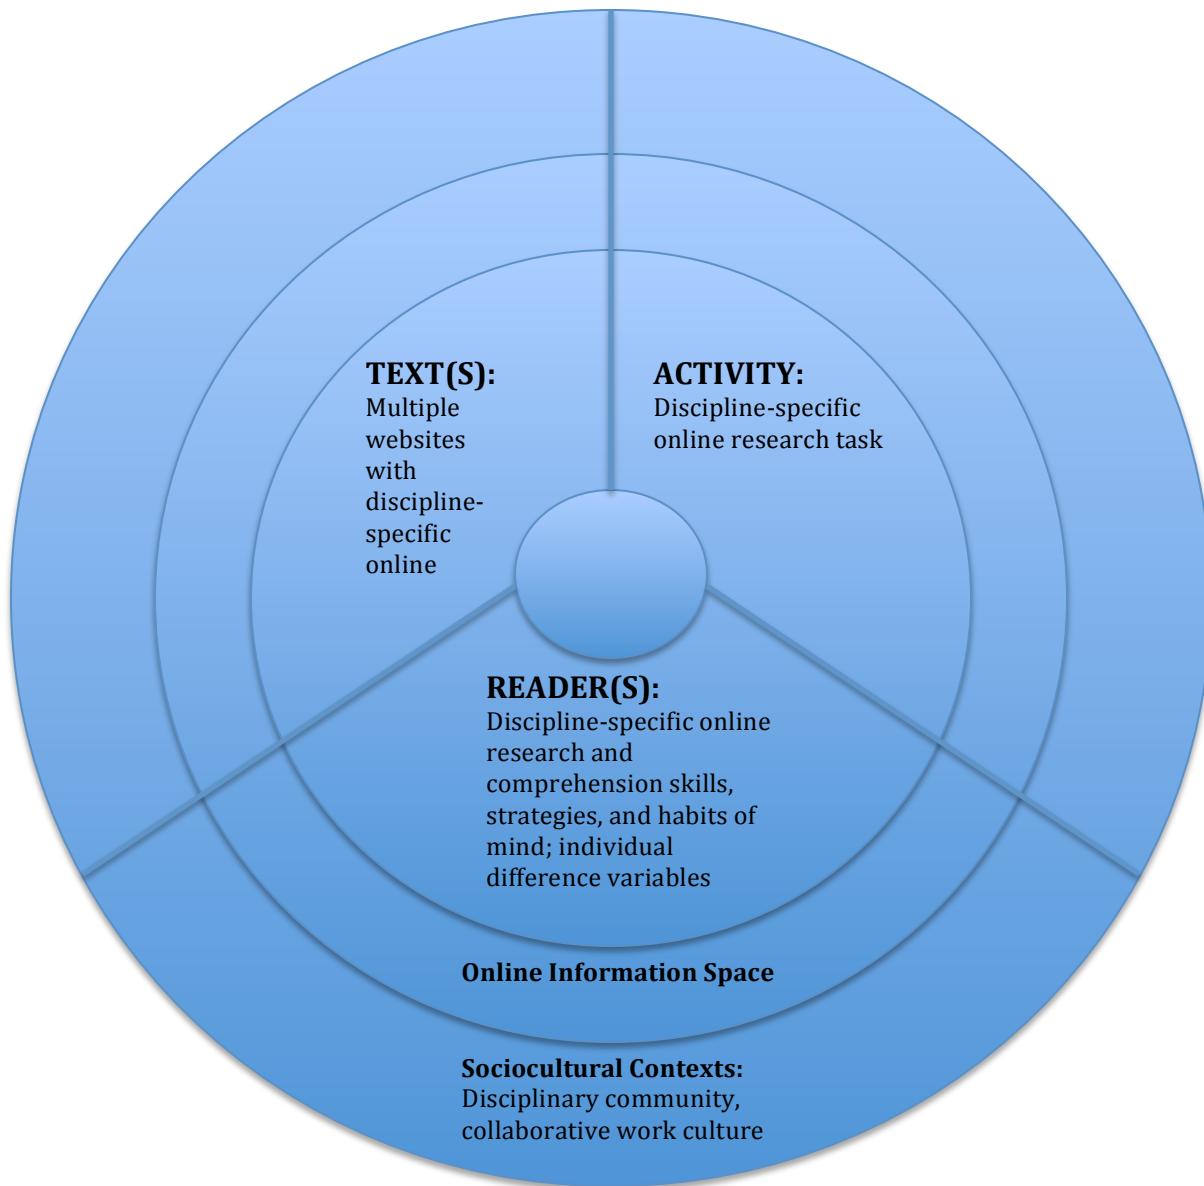 TEXT(S):
Multiple
websites
with
discipline-
specific
online
ACTIVITY:
Discipline-specific
online research task
READER(S):
Discipline-specific online
research and
comprehension skills,
strategies, and habits of
mind; individual
difference variables
Online Information Space
Sociocultural Contexts:
Disciplinary community,
collaborative work culture